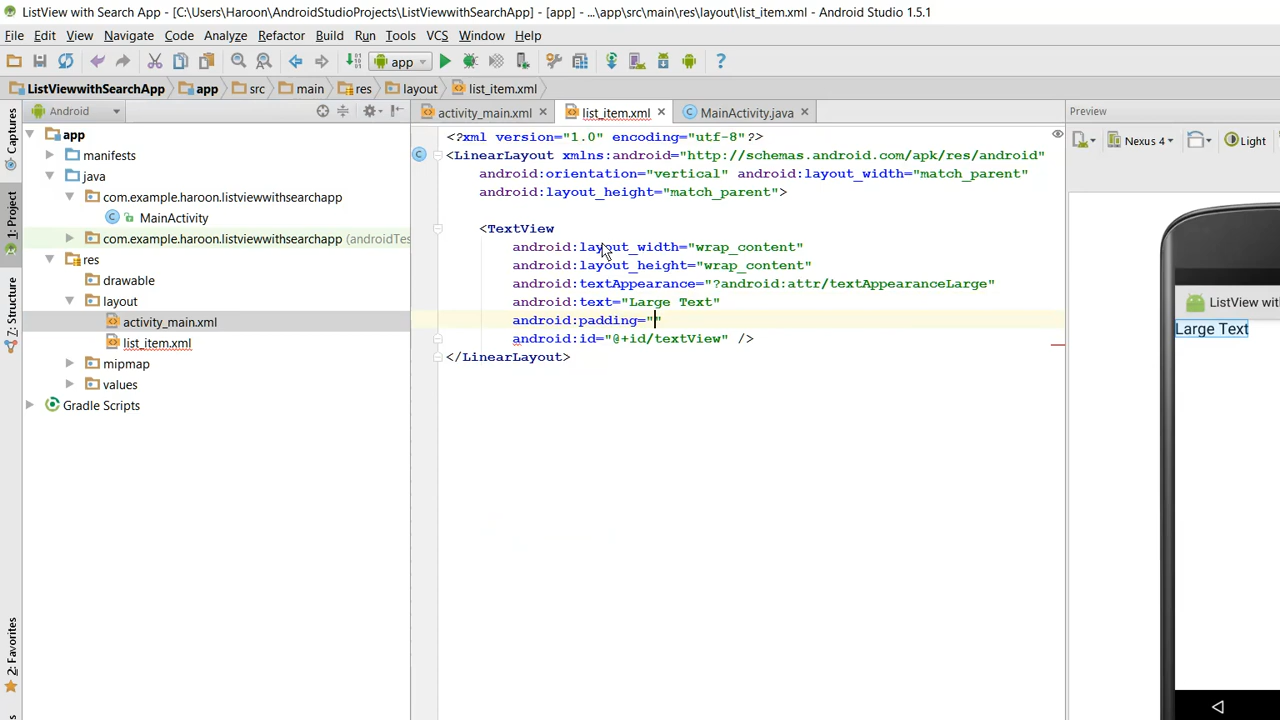 ListView with Search App - [C:\Users\Haroon\AndroidStudioProjects\ListViewwithSearchApp] - [app] - ...\app\src\main\res\layout\list_item.xml - Android Studio 1.5.1
File Edit View Navigate Code Analyze Refactor Build Run Tools VCS Window Help
app
ListViewwithSearchApp app src main res layout list_item.xml
Android activity_main.xml list_item.xml MainActivity.java Preview
Nexus 4 Light
Captures
1: Project
7: Structure
2: Favorites
app
manifests
java
com.example.haroon.listviewwithsearchapp
MainActivity
com.example.haroon.listviewwithsearchapp (androidTes
res
drawable
layout
activity_main.xml
list_item.xml
mipmap
values
Gradle Scripts
<?xml version="1.0" encoding="utf-8"?>
<LinearLayout xmlns:android="http://schemas.android.com/apk/res/android"
android:orientation="vertical" android:layout_width="match_parent"
android:layout_height="match_parent">
<TextView
android:layout_width="wrap_content"
android:layout_height="wrap_content"
android:textAppearance="?android:attr/textAppearanceLarge"
android:text="Large Text"
android:padding=""
android:id="@+id/textView" />
</LinearLayout>
ListView with
Large Text